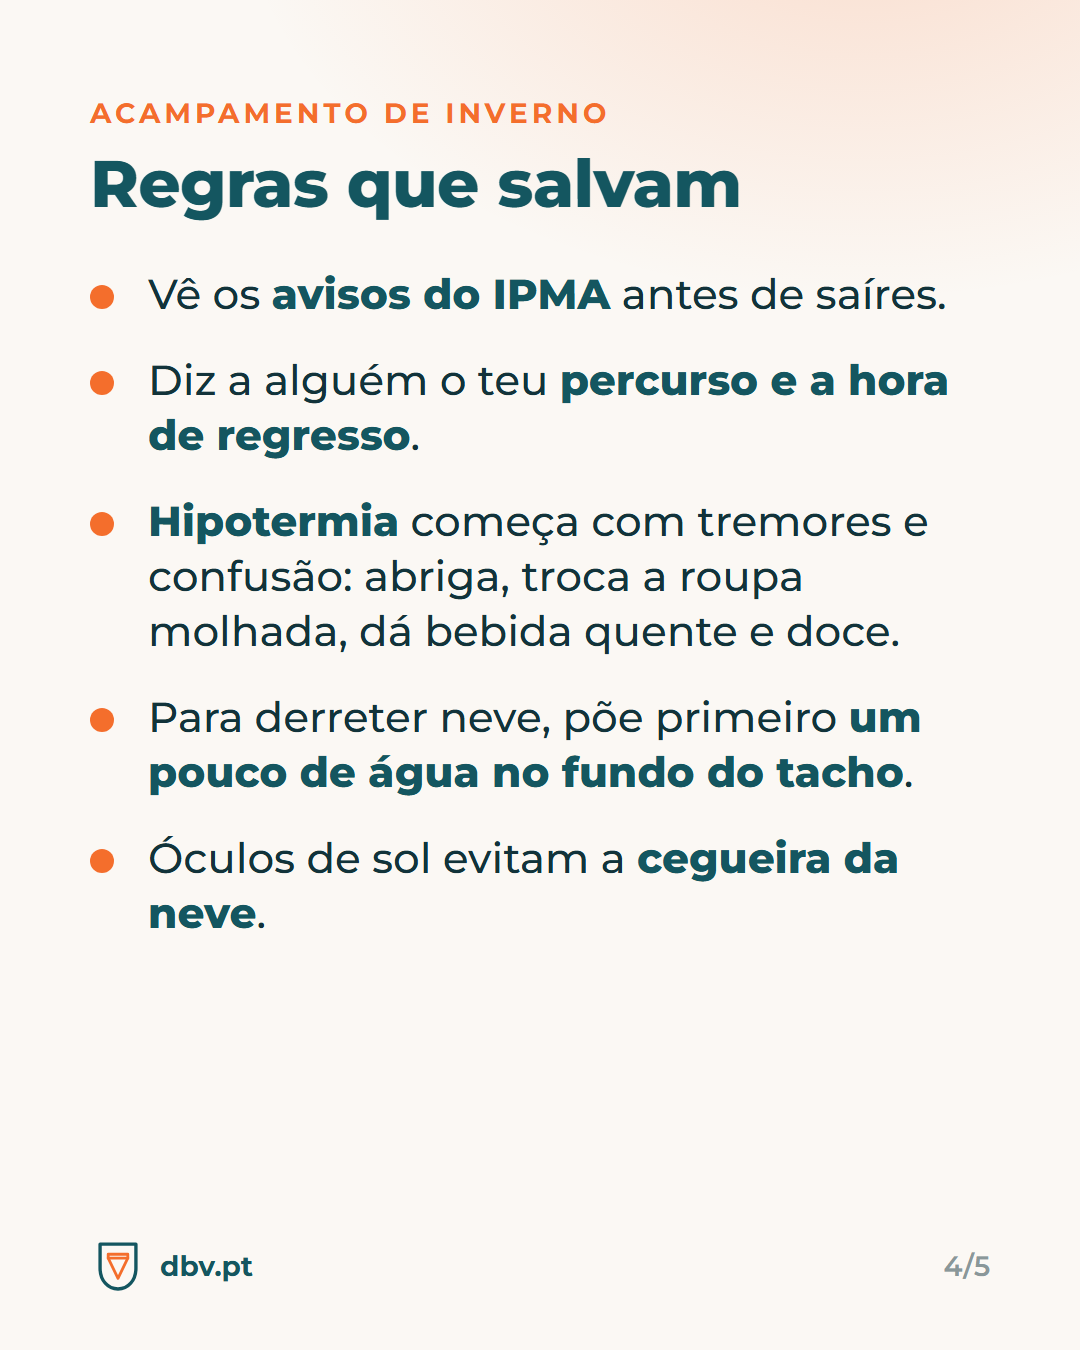 ACAMPAMENTO DE INVERNO
Regras que salvam
Vê os avisos do IPMA antes de saíres.
Diz a alguém o teu percurso e a hora
de regresso.
Hipotermia começa com tremores e
confusão: abriga, troca a roupa
molhada, dá bebida quente e doce.
Para derreter neve, põe primeiro um
pouco de água no fundo do tacho.
Óculos de sol evitam a cegueira da
neve.
dbv.pt
4/5